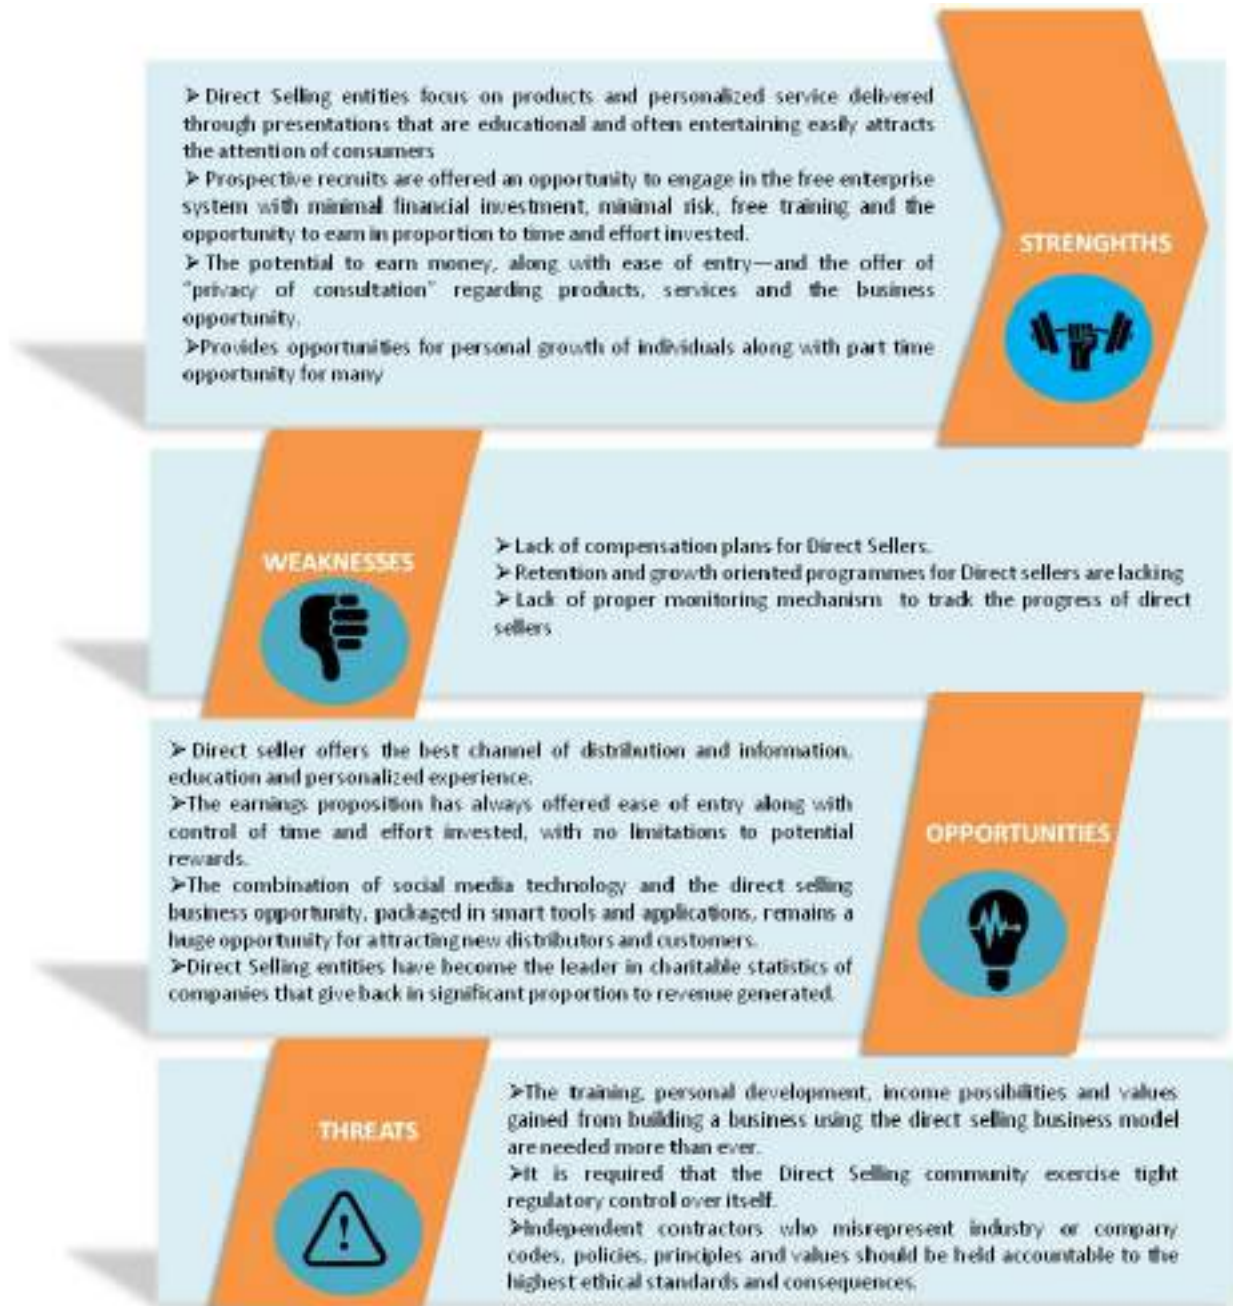 ➢ Direct Selling entities focus on products and personalized service delivered
through presentations that are educational and often entertaining easily attracts
the attention of consumers
➢ Prospective recruits are offered an opportunity to engage in the free enterprise
system with minimal financial investment, minimal risk, free training and the
opportunity to earn in proportion to time and effort invested.
➢ The potential to earn money, along with ease of entry—and the offer of
"privacy of consultation" regarding products, services and the business
opportunity.
➢Provides opportunities for personal growth of individuals along with part time
opportunity for many
STRENGHTHS
WEAKNESSES
➢ Lack of compensation plans for Direct Sellers.
➢ Retention and growth oriented programmes for Direct sellers are lacking
➢ Lack of proper monitoring mechanism to track the progress of direct
sellers
➢ Direct seller offers the best channel of distribution and information,
education and personalized experience.
➢The earnings proposition has always offered ease of entry along with
control of time and effort invested, with no limitations to potential
rewards.
➢The combination of social media technology and the direct selling
business opportunity, packaged in smart tools and applications, remains a
huge opportunity for attracting new distributors and customers.
➢Direct Selling entities have become the leader in charitable statistics of
companies that give back in significant proportion to revenue generated.
OPPORTUNITIES
THREATS
➢The training, personal development, income possibilities and values
gained from building a business using the direct selling business model
are needed more than ever.
➢It is required that the Direct Selling community exercise tight
regulatory control over itself.
➢Independent contractors who misrepresent industry or company
codes, policies, principles and values should be held accountable to the
highest ethical standards and consequences.